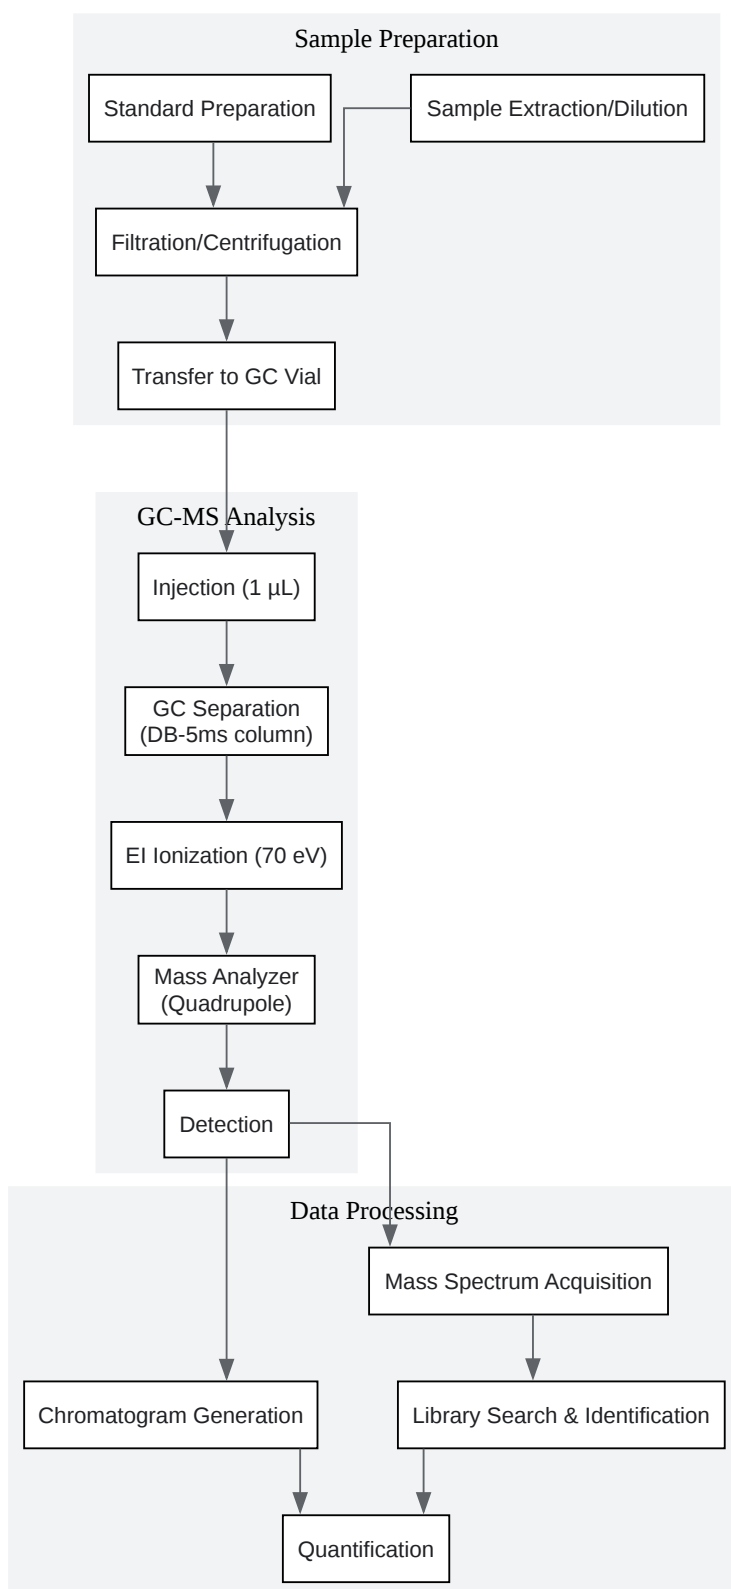 Sample Preparation
Standard Preparation
Sample Extraction/Dilution
Filtration/Centrifugation
Transfer to GC Vial
GC-MS Analysis
Injection (1 µL)
GC Separation
(DB-5ms column)
EI Ionization (70 eV)
Mass Analyzer
(Quadrupole)
Detection
Data Processing
Mass Spectrum Acquisition
Chromatogram Generation
Library Search & Identification
Quantification